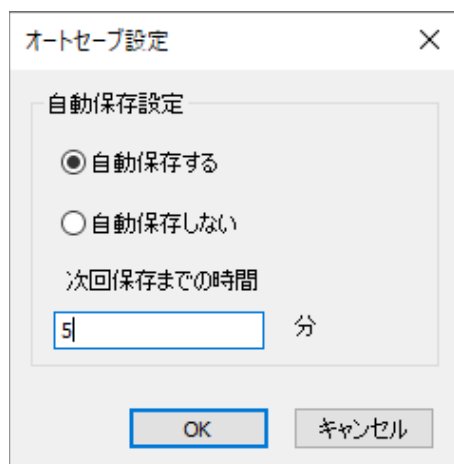 オートセーブ設定
自動保存設定
自動保存する
自動保存しない
次回保存までの時間
5 分
OK キャンセル